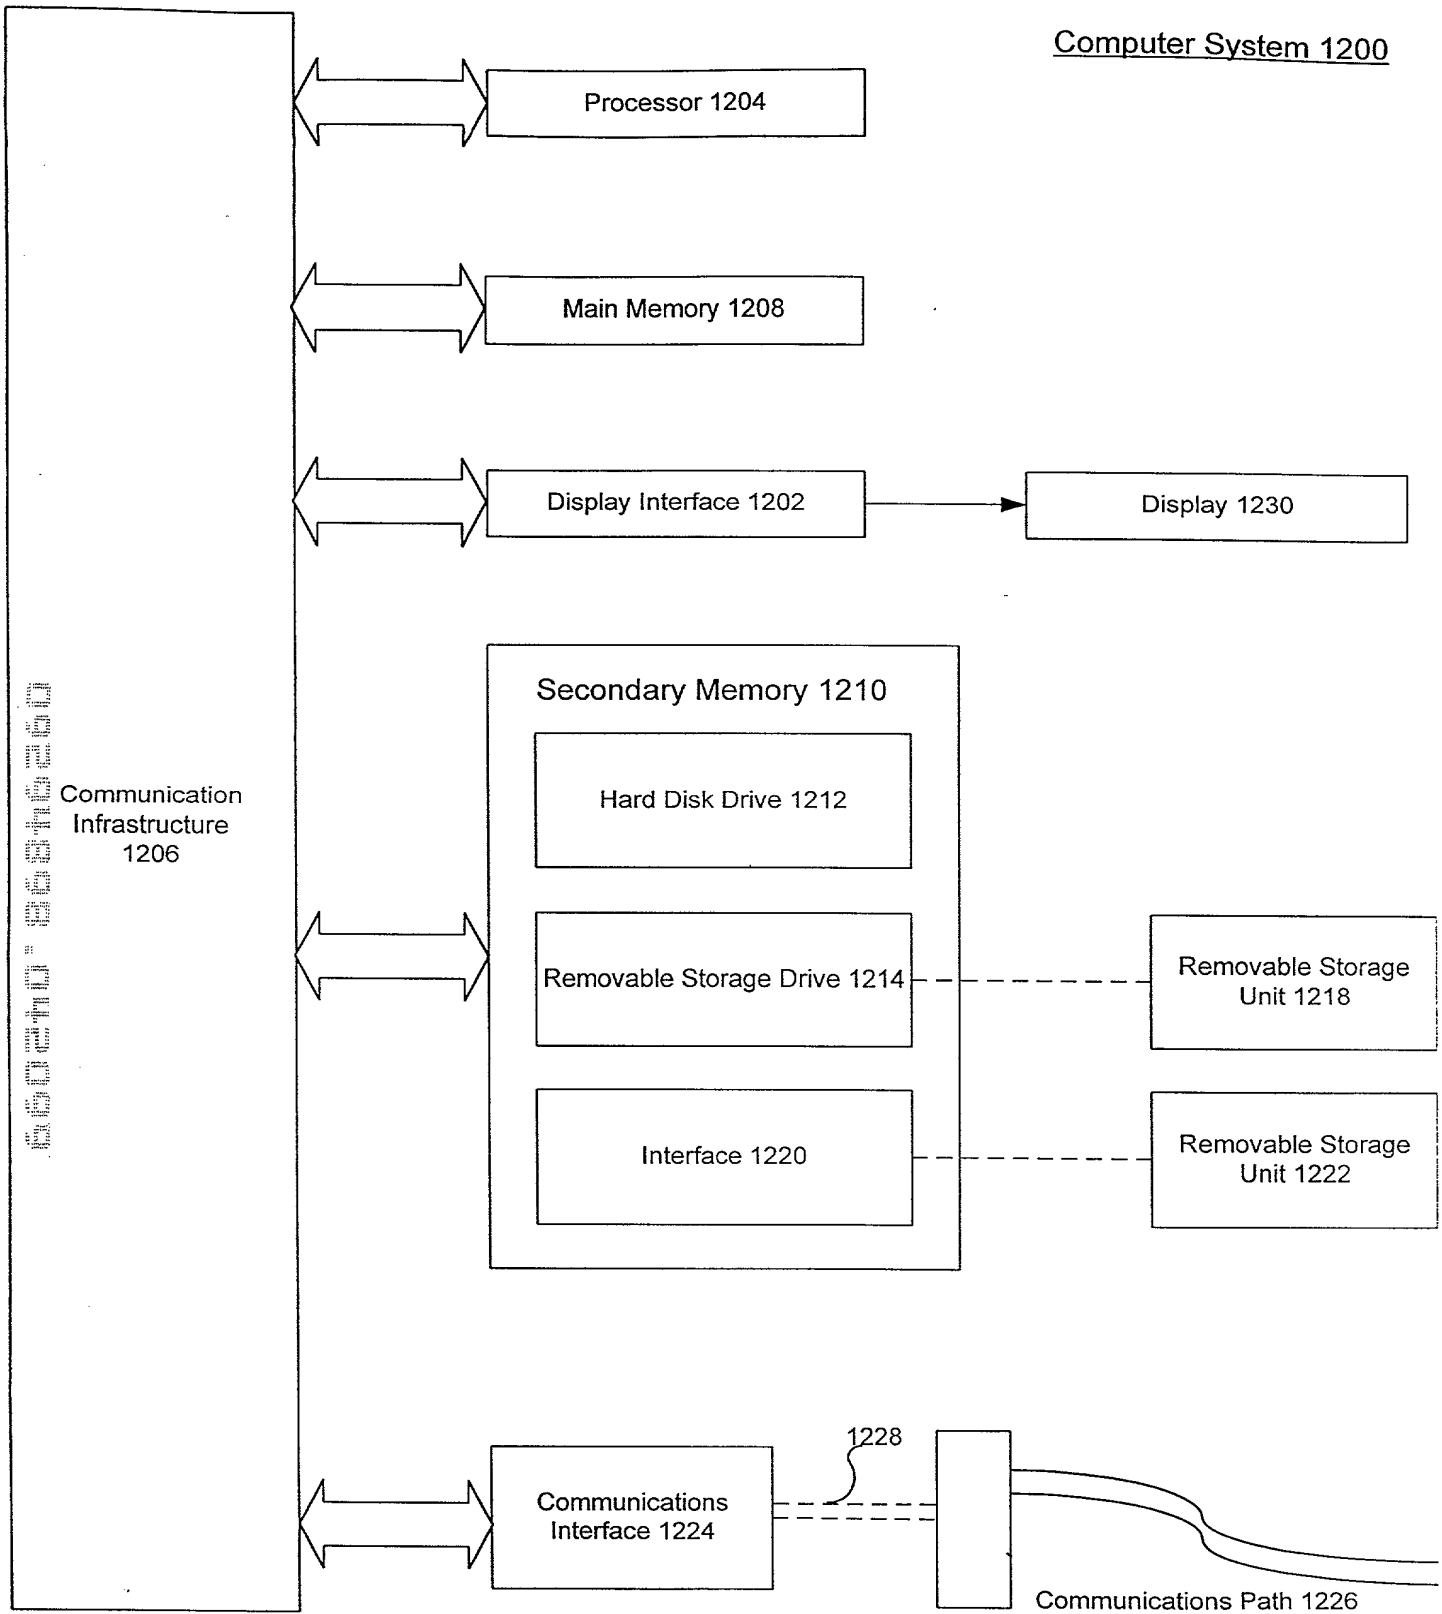 Computer System 1200
Processor 1204
Main Memory 1208
Display Interface 1202
Display 1230
Secondary Memory 1210
Hard Disk Drive 1212
Communication
Infrastructure
1206
Removable Storage Drive 1214
Removable Storage
Unit 1218
Interface 1220
Removable Storage
Unit 1222
1228
Communications
Interface 1224
Communications Path 1226